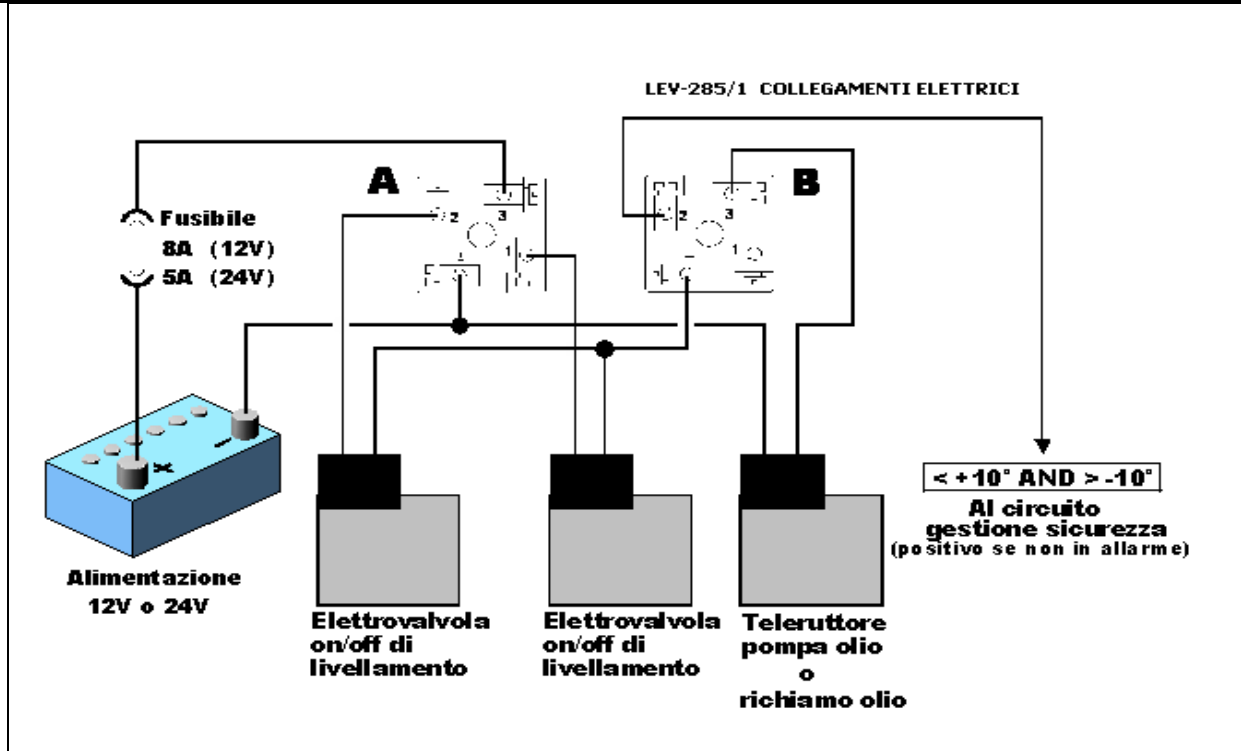 LEV-285/1 COLLEGAMENTI ELETTRICI
A
B
2
3
1
2
3
1
Fusibile
8A (12V)
5A (24V)
+
-
Alimentazione
12V o 24V
Elettrovalvola
on/off di
livellamento
Elettrovalvola
on/off di
livellamento
Teleruttore
pompa olio
o
richiamo olio
< +10° AND > -10°
Al circuito
gestione sicurezza
(positivo se non in allarme)